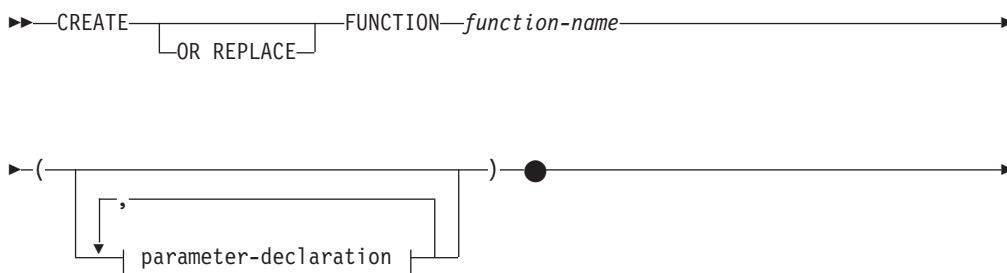 CREATE FUNCTION function-name
OR REPLACE
( )
,
parameter-declaration